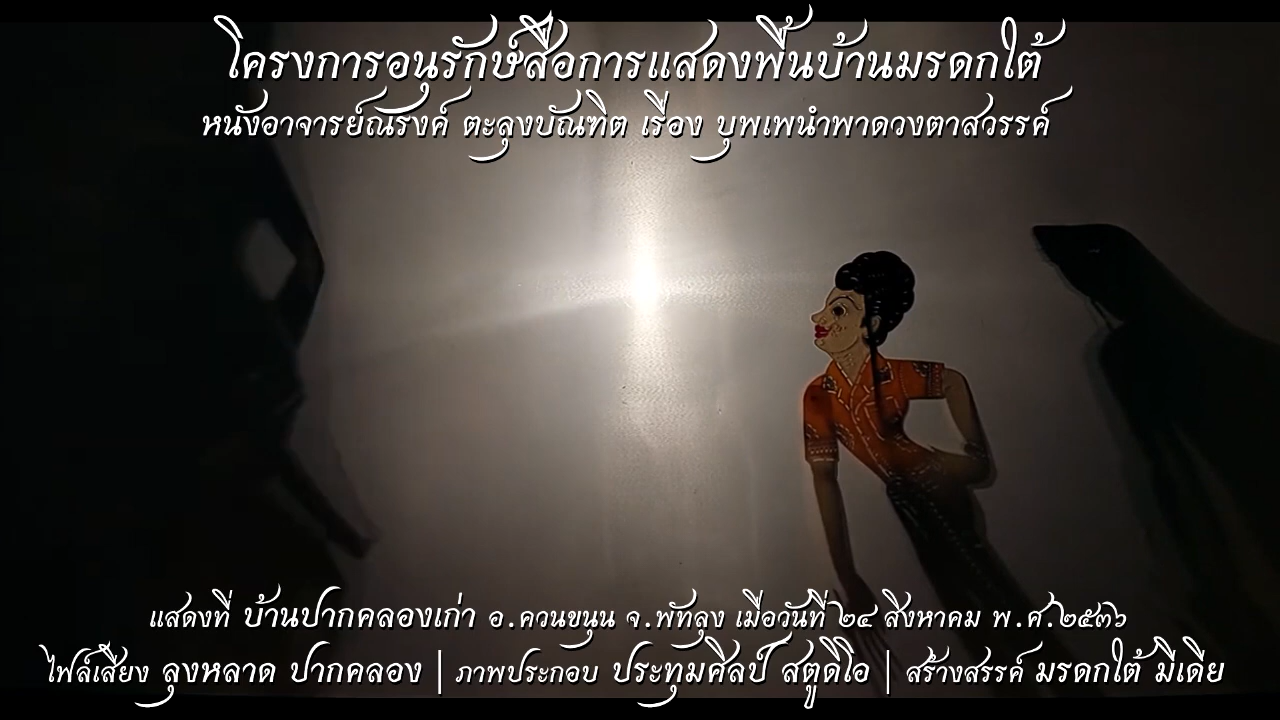 โครงการอนุรักษ์สื่อการแสดงพื้นบ้านมรดกใต้
หนังอาจารย์ณรงค์ ตะลุงบัณฑิต เรื่อง บุพเพนำพาดวงตาสวรรค์
แสดงที่ บ้านปากคลองเก่า อ.ควนขนุน จ.พัทลุง เมื่อวันที่ ๒๔ สิงหาคม พ.ศ.๒๕๓๖
ไฟล์เสียง ลุงหลาด ปากคลอง | ภาพประกอบ ประทุมศิลป์ สตูดิโอ | สร้างสรรค์ มรดกใต้ มีเดีย